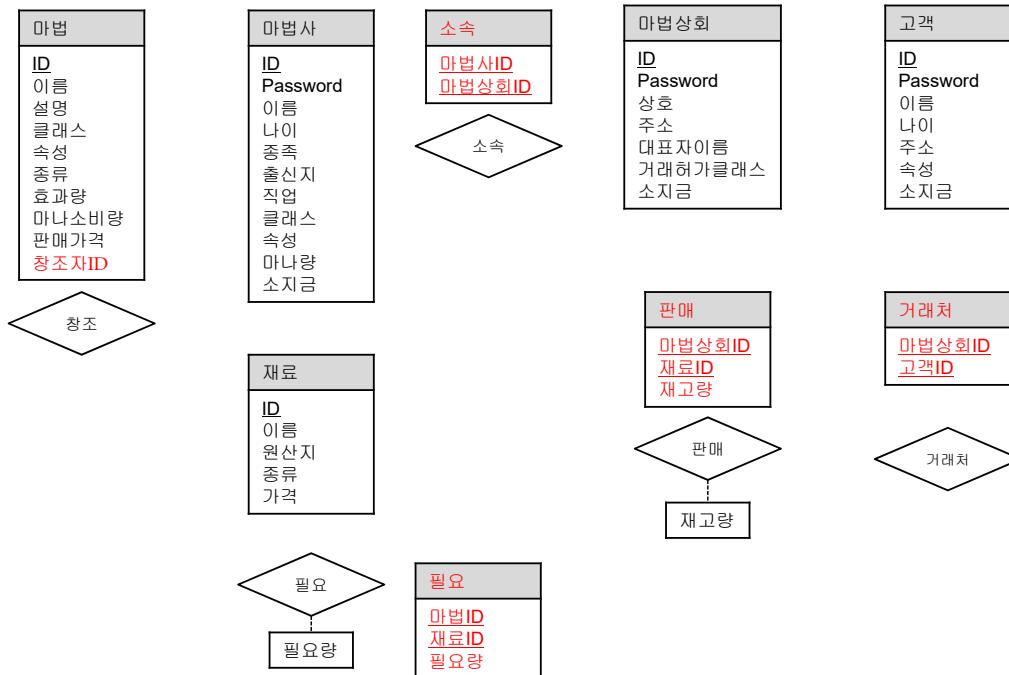 마법
ID
이름
설명
클래스
속성
종류
효과량
마나소비량
판매가격
창조자ID
창조
마법사
ID
Password
이름
나이
종족
출신지
직업
클래스
속성
마나량
소지금
소속
마법사ID
마법상회ID
소속
마법상회
ID
Password
상호
주소
대표자이름
거래허가클래스
소지금
고객
ID
Password
이름
나이
주소
속성
소지금
재료
ID
이름
원산지
종류
가격
판매
마법상회ID
재료ID
재고량
판매
재고량
거래처
마법상회ID
고객ID
거래처
필요
필요량
필요
마법ID
재료ID
필요량